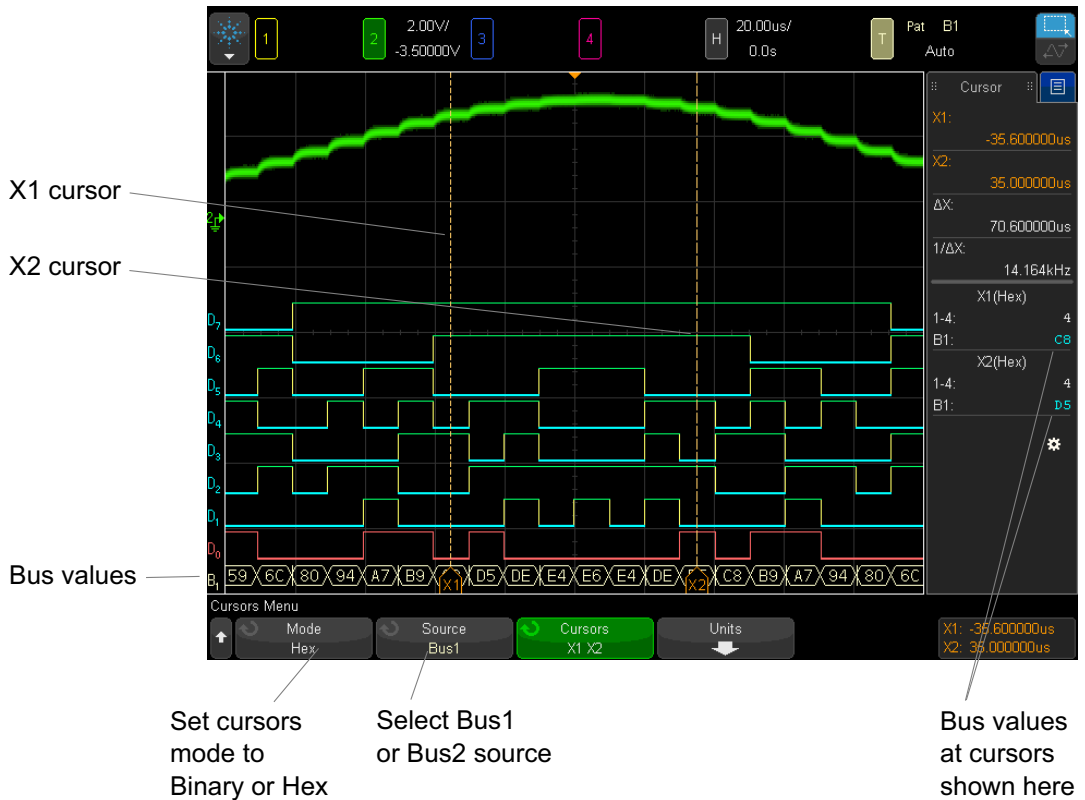 1
2
2.00V/
-3.50000V
3
4
H
20.00us/
0.0s
T
Pat B1
Auto
Cursor
X1:
-35.600000us
X2:
35.000000us
ΔX:
70.600000us
1/ΔX:
14.164kHz
X1(Hex)
1-4: 4
B1: C8
X2(Hex)
1-4: 4
B1: D5
X1 cursor
X2 cursor
2
D7
D6
D5
D4
D3
D2
D1
D0
Bus values
B1
59 6C 80 94 A7 B9 X1 D5 DE E4 E6 E4 DE X2 C8 B9 A7 94 80 6C
Cursors Menu
Mode
Hex
Source
Bus1
Cursors
X1 X2
Units
X1: -35.600000us
X2: 35.000000us
Set cursors
mode to
Binary or Hex
Select Bus1
or Bus2 source
Bus values
at cursors
shown here